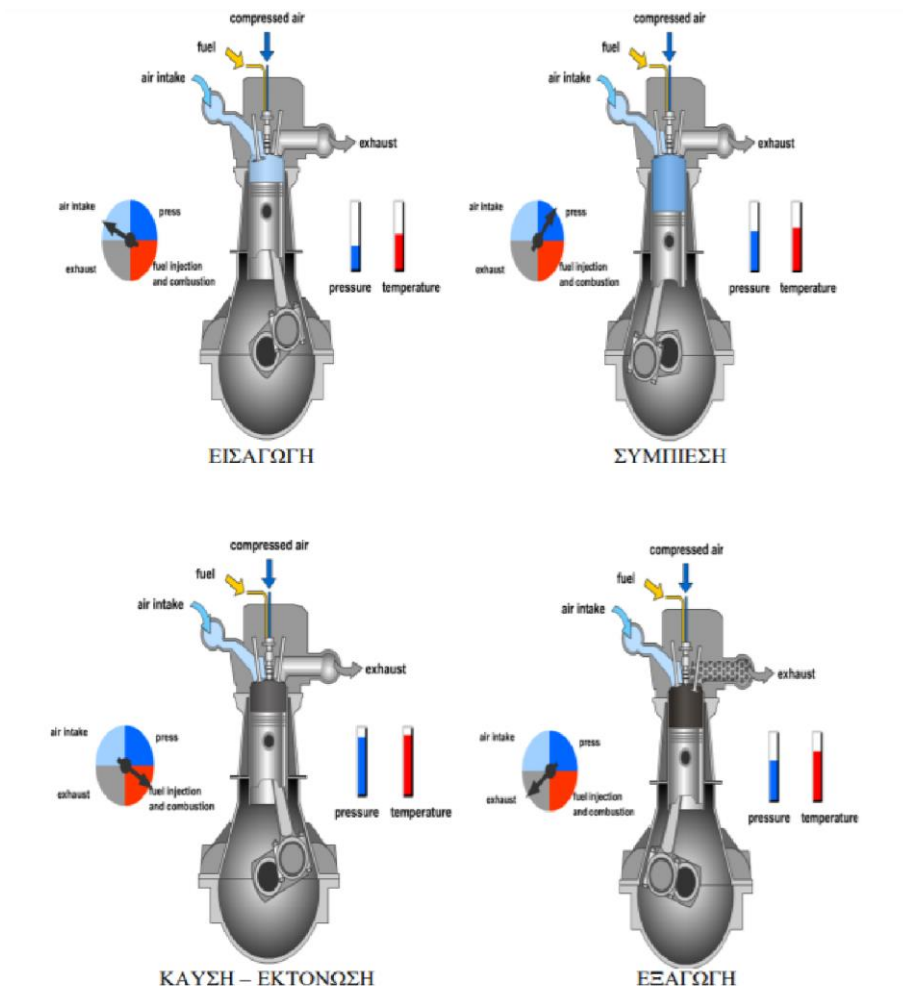 compressed air
fuel
air intake
exhaust
air intake
press
exhaust
fuel injection
and combustion
pressure
temperature
ΕΙΣΑΓΩΓΗ
compressed air
fuel
air intake
exhaust
air intake
press
exhaust
fuel injection
and combustion
pressure
temperature
ΣΥΜΠΙΕΣΗ
compressed air
fuel
air intake
exhaust
air intake
press
exhaust
fuel injection
and combustion
pressure
temperature
ΚΑΥΣΗ – ΕΚΤΟΝΩΣΗ
compressed air
fuel
air intake
exhaust
air intake
press
exhaust
fuel injection
and combustion
pressure
temperature
ΕΞΑΓΩΓΗ